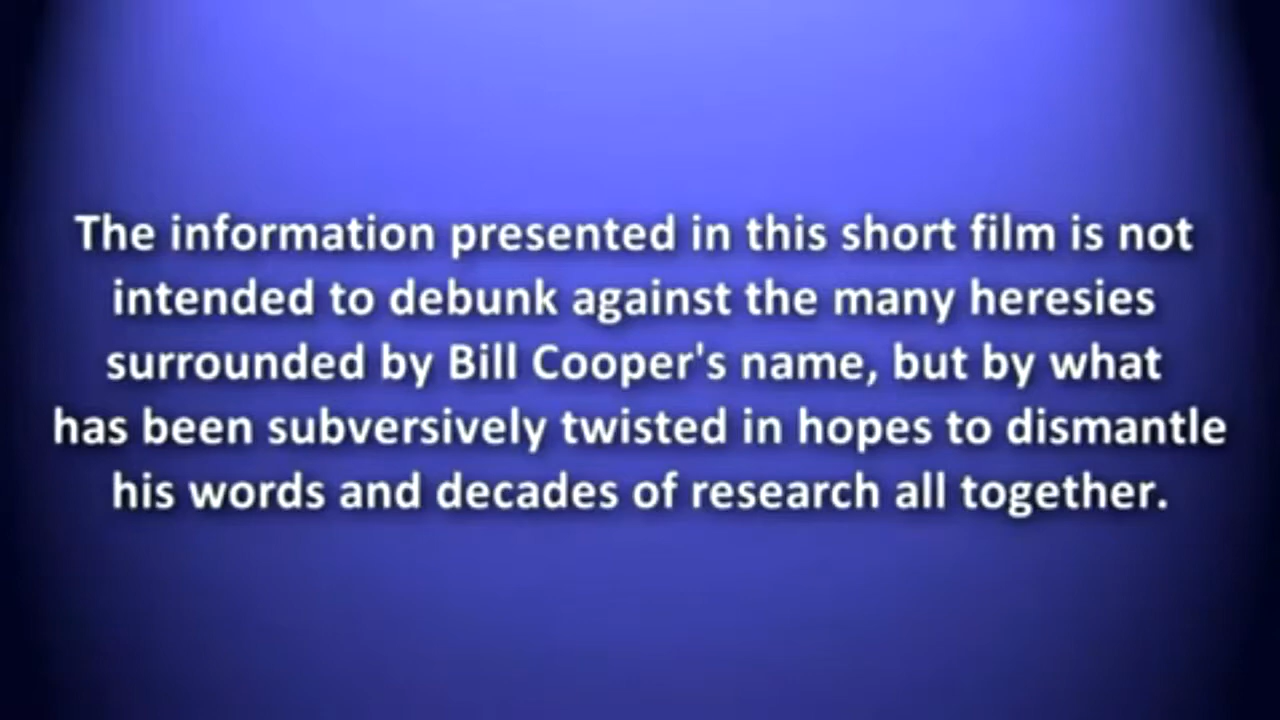 The information presented in this short film is not
intended to debunk against the many heresies
surrounded by Bill Cooper's name, but by what
has been subversively twisted in hopes to dismantle
his words and decades of research all together.